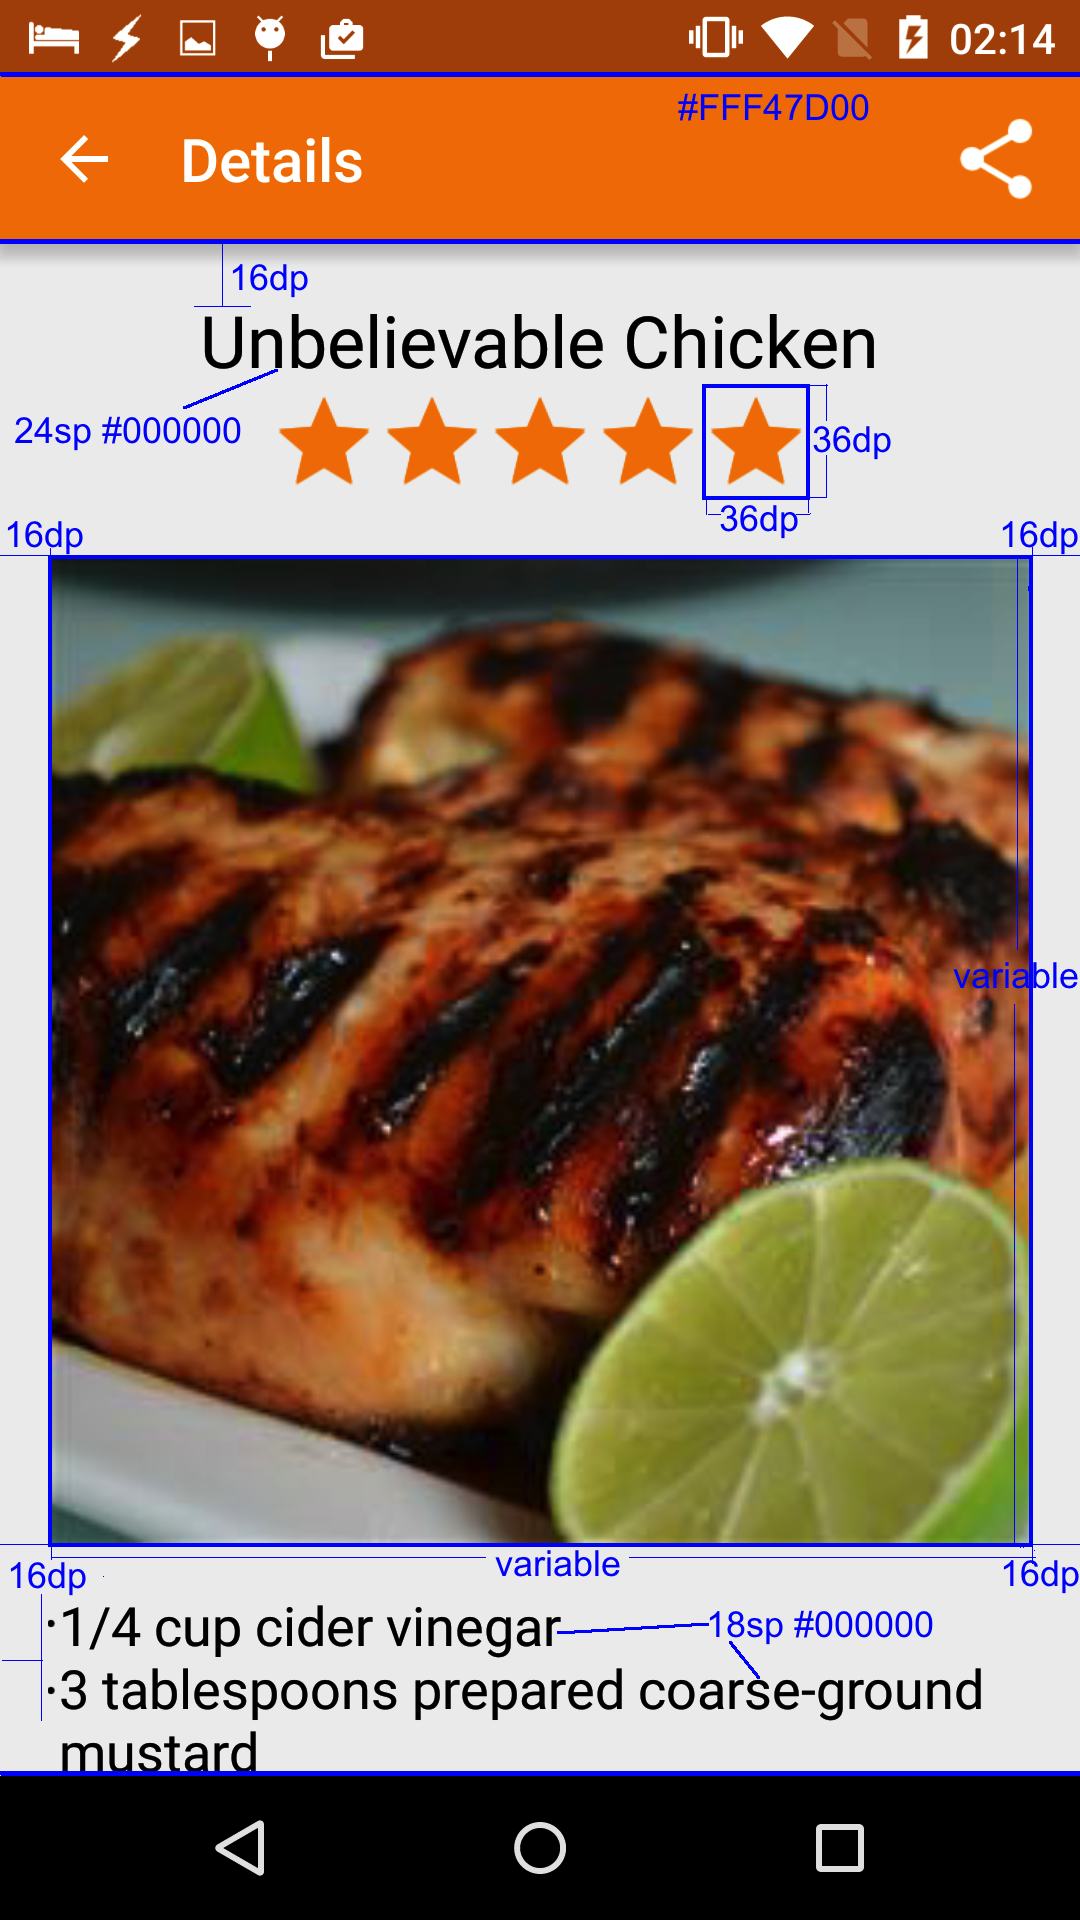 02:14
#FFF47D00
Details
16dp
Unbelievable Chicken
24sp #000000
36dp
36dp
16dp
16dp
variable
variable
16dp
16dp
·1/4 cup cider vinegar
18sp #000000
·3 tablespoons prepared coarse-ground
mustard